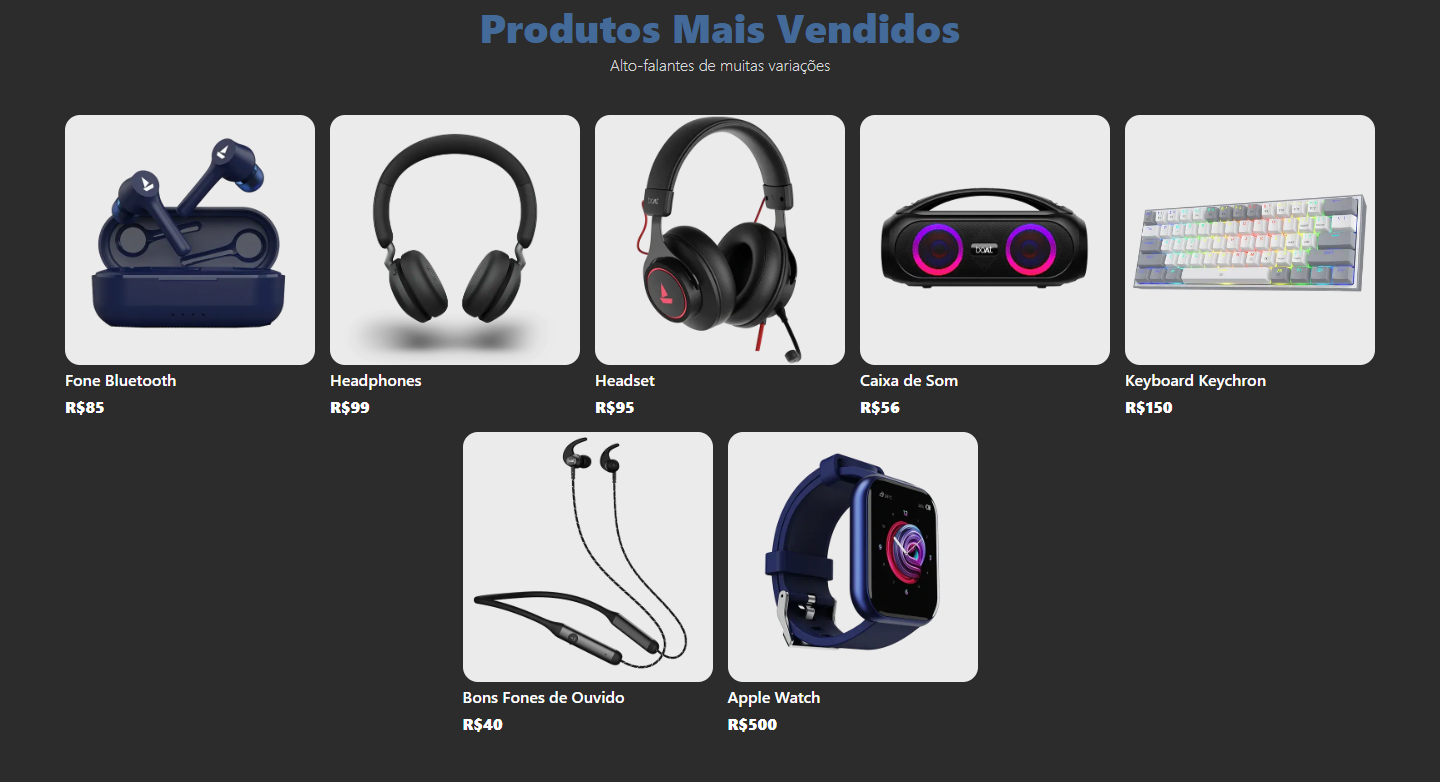 Produtos Mais Vendidos
Alto-falantes de muitas variações
Fone Bluetooth
R$85
Headphones
R$99
Headset
R$95
Caixa de Som
R$56
Keyboard Keychron
R$150
Bons Fones de Ouvido
R$40
Apple Watch
R$500